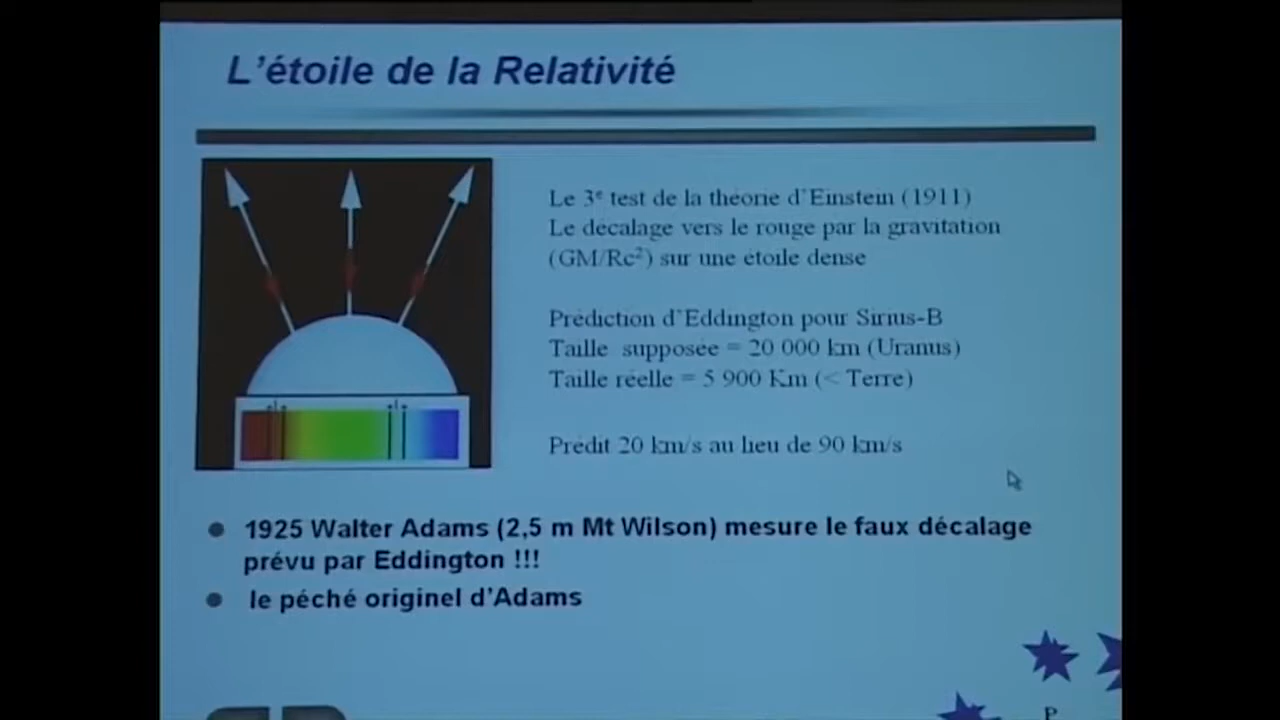 L'étoile de la Relativité
Le 3e test de la théorie d'Einstein (1911)
Le décalage vers le rouge par la gravitation
(GM/Rc²) sur une étoile dense
Prédiction d'Eddington pour Sirius-B
Taille supposée = 20 000 km (Uranus)
Taille réelle = 5 900 Km (< Terre)
Prédit 20 km/s au lieu de 90 km/s
1925 Walter Adams (2,5 m Mt Wilson) mesure le faux décalage
prévu par Eddington !!!
le péché originel d'Adams